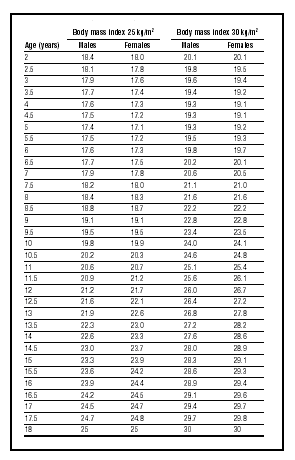 Body mass index 25 kg/m² Body mass index 30 kg/m²
Age (years) Males Females Males Females
2 18.4 18.0 20.1 20.1
2.5 18.1 17.8 19.8 19.5
3 17.9 17.6 19.6 19.4
3.5 17.7 17.4 19.4 19.2
4 17.6 17.3 19.3 19.1
4.5 17.5 17.2 19.3 19.1
5 17.4 17.1 19.3 19.2
5.5 17.5 17.2 19.5 19.3
6 17.6 17.3 19.8 19.7
6.5 17.7 17.5 20.2 20.1
7 17.9 17.8 20.6 20.5
7.5 18.2 18.0 21.1 21.0
8 18.4 18.3 21.6 21.6
8.5 18.8 18.7 22.2 22.2
9 19.1 19.1 22.8 22.8
9.5 19.5 19.5 23.4 23.5
10 19.8 19.9 24.0 24.1
10.5 20.2 20.3 24.6 24.8
11 20.6 20.7 25.1 25.4
11.5 20.9 21.2 25.6 26.1
12 21.2 21.7 26.0 26.7
12.5 21.6 22.1 26.4 27.2
13 21.9 22.6 26.8 27.8
13.5 22.3 23.0 27.2 28.2
14 22.6 23.3 27.6 28.6
14.5 23.0 23.7 28.0 28.9
15 23.3 23.9 28.3 29.1
15.5 23.6 24.2 28.6 29.3
16 23.9 24.4 28.9 29.4
16.5 24.2 24.5 29.1 29.6
17 24.5 24.7 29.4 29.7
17.5 24.7 24.8 29.7 29.8
18 25 25 30 30